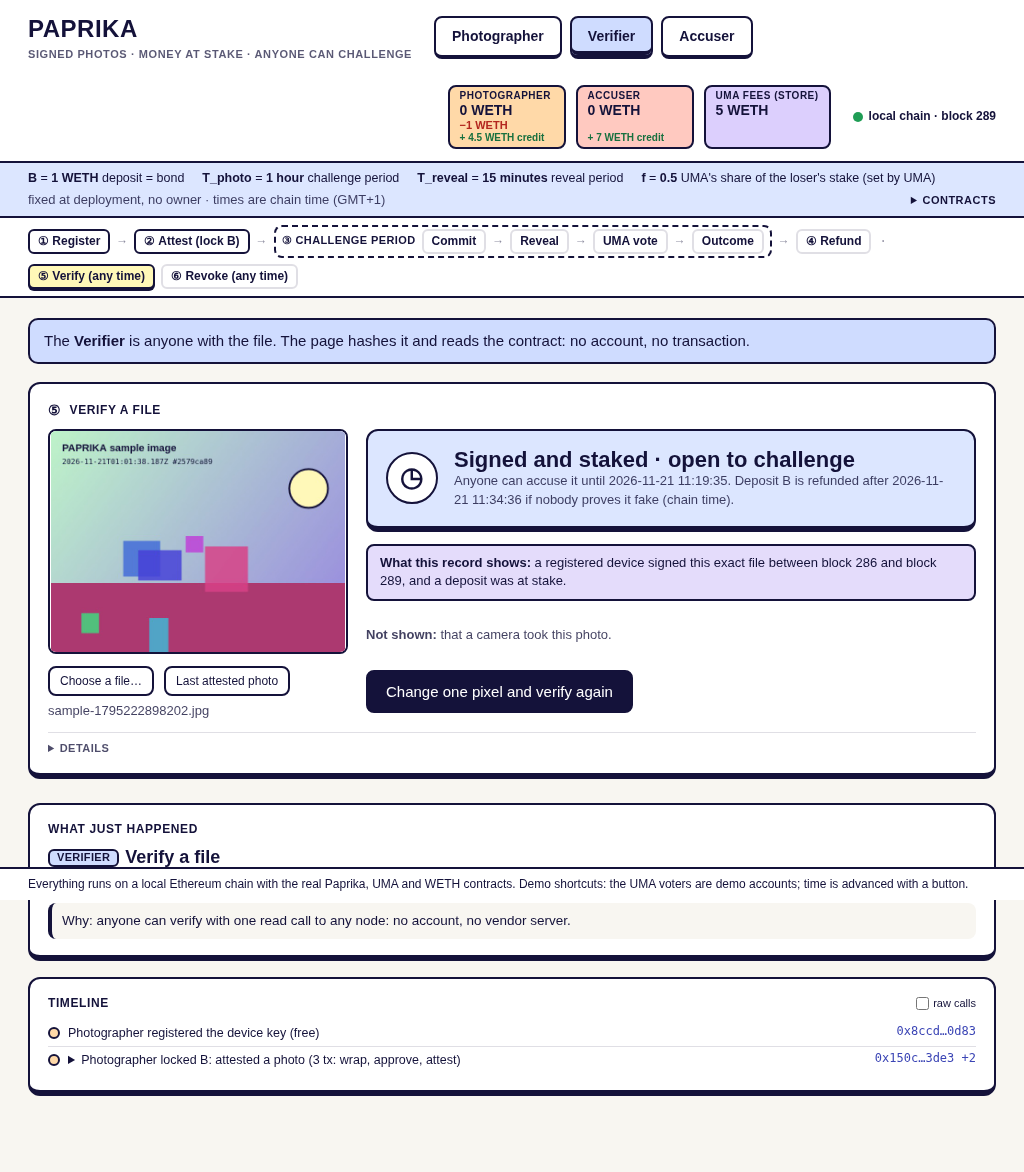 PAPRIKA
SIGNED PHOTOS · MONEY AT STAKE · ANYONE CAN CHALLENGE
Photographer
Verifier
Accuser
PHOTOGRAPHER
0 WETH
−1 WETH
+ 4.5 WETH credit
ACCUSER
0 WETH
+ 7 WETH credit
UMA FEES (STORE)
5 WETH
local chain · block 289
B = 1 WETH deposit = bond T_photo = 1 hour challenge period T_reveal = 15 minutes reveal period f = 0.5 UMA's share of the loser's stake (set by UMA)
fixed at deployment, no owner · times are chain time (GMT+1)
▶ CONTRACTS
① Register → ② Attest (lock B) → ③ CHALLENGE PERIOD Commit → Reveal → UMA vote → Outcome → ④ Refund ·
⑤ Verify (any time) ⑥ Revoke (any time)
The Verifier is anyone with the file. The page hashes it and reads the contract: no account, no transaction.
⑤ VERIFY A FILE
PAPRIKA sample image
2026-11-21T01:01:38.187Z #2579ca89
Signed and staked · open to challenge
Anyone can accuse it until 2026-11-21 11:19:35. Deposit B is refunded after 2026-11-
21 11:34:36 if nobody proves it fake (chain time).
What this record shows: a registered device signed this exact file between block 286 and block
289, and a deposit was at stake.
Not shown: that a camera took this photo.
Choose a file…
Last attested photo
Change one pixel and verify again
sample-1795222898202.jpg
▶ DETAILS
WHAT JUST HAPPENED
VERIFIER Verify a file
Everything runs on a local Ethereum chain with the real Paprika, UMA and WETH contracts. Demo shortcuts: the UMA voters are demo accounts; time is advanced with a button.
Why: anyone can verify with one read call to any node: no account, no vendor server.
TIMELINE
raw calls
Photographer registered the device key (free)
0x8ccd…0d83
▶ Photographer locked B: attested a photo (3 tx: wrap, approve, attest)
0x150c…3de3 +2